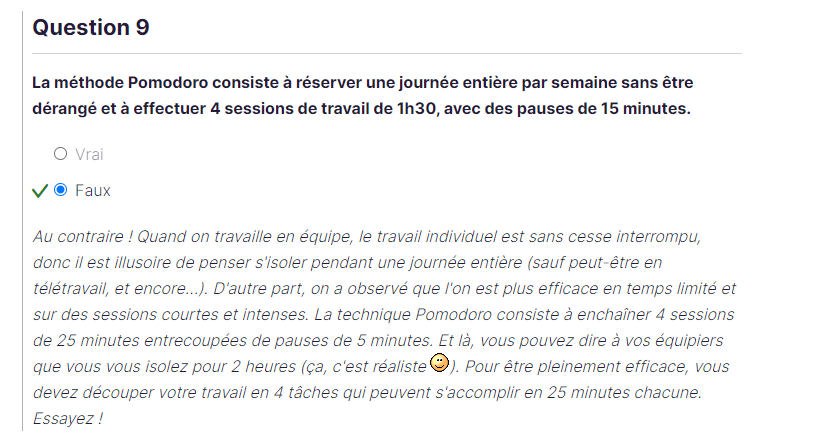 Question 9
La méthode Pomodoro consiste à réserver une journée entière par semaine sans être
dérangé et à effectuer 4 sessions de travail de 1h30, avec des pauses de 15 minutes.
Vrai
Faux
Au contraire ! Quand on travaille en équipe, le travail individuel est sans cesse interrompu,
donc il est illusoire de penser s'isoler pendant une journée entière (sauf peut-être en
télétravail, et encore...). D'autre part, on a observé que l'on est plus efficace en temps limité et
sur des sessions courtes et intenses. La technique Pomodoro consiste à enchaîner 4 sessions
de 25 minutes entrecoupées de pauses de 5 minutes. Et là, vous pouvez dire à vos équipiers
que vous vous isolez pour 2 heures (ça, c'est réaliste ). Pour être pleinement efficace, vous
devez découper votre travail en 4 tâches qui peuvent s'accomplir en 25 minutes chacune.
Essayez !